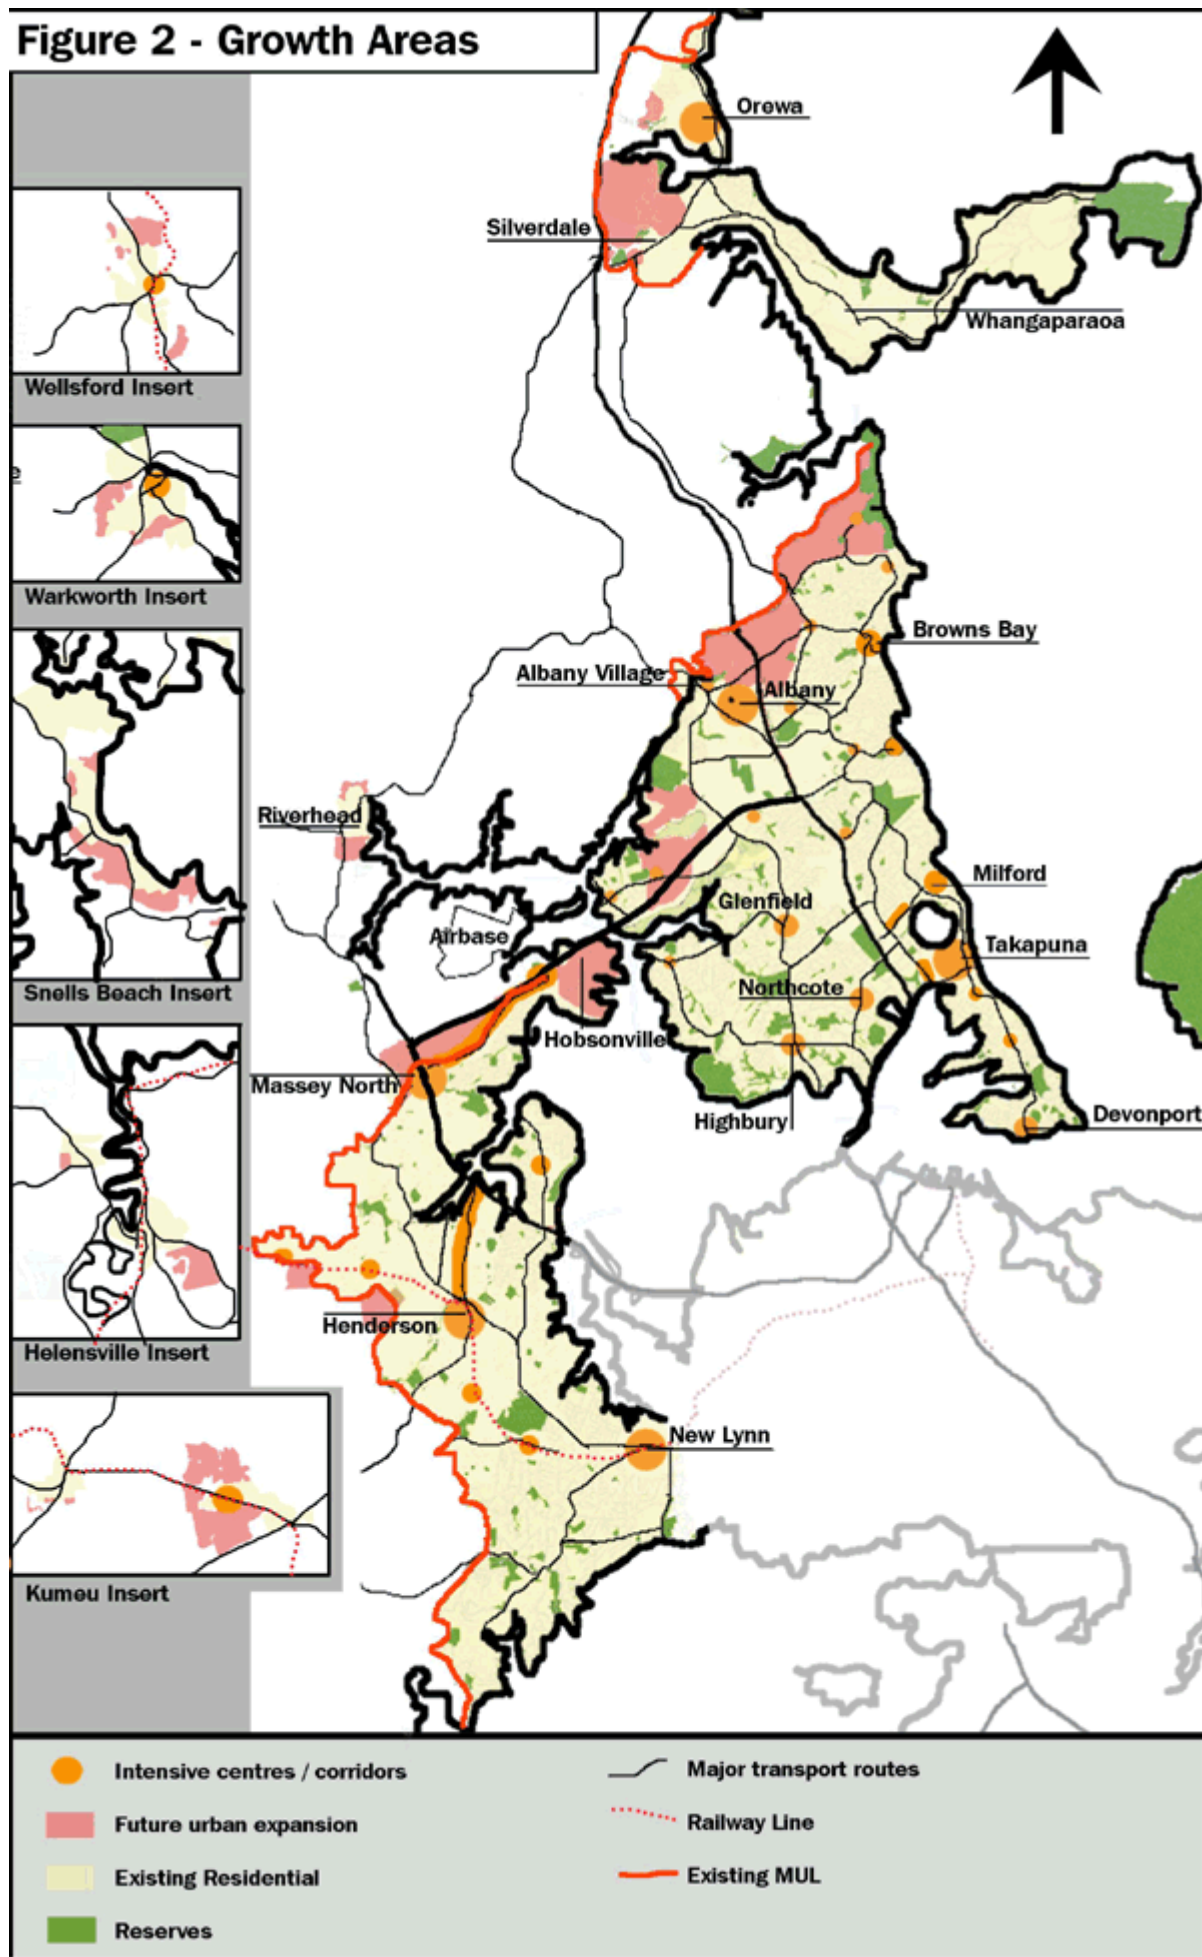 Figure 2 - Growth Areas
Orewa
Silverdale
Whangaparaoa
Wellsford Insert
e
Warkworth Insert
Browns Bay
Albany Village
Albany
Riverhead
Milford
Glenfield
Airbase
Takapuna
Northcote
Snells Beach Insert
Hobsonville
Massey North
Highbury
Devonport
Henderson
Helensville Insert
New Lynn
Kumeu Insert
Intensive centres / corridors
Major transport routes
Future urban expansion
Railway Line
Existing Residential
Existing MUL
Reserves